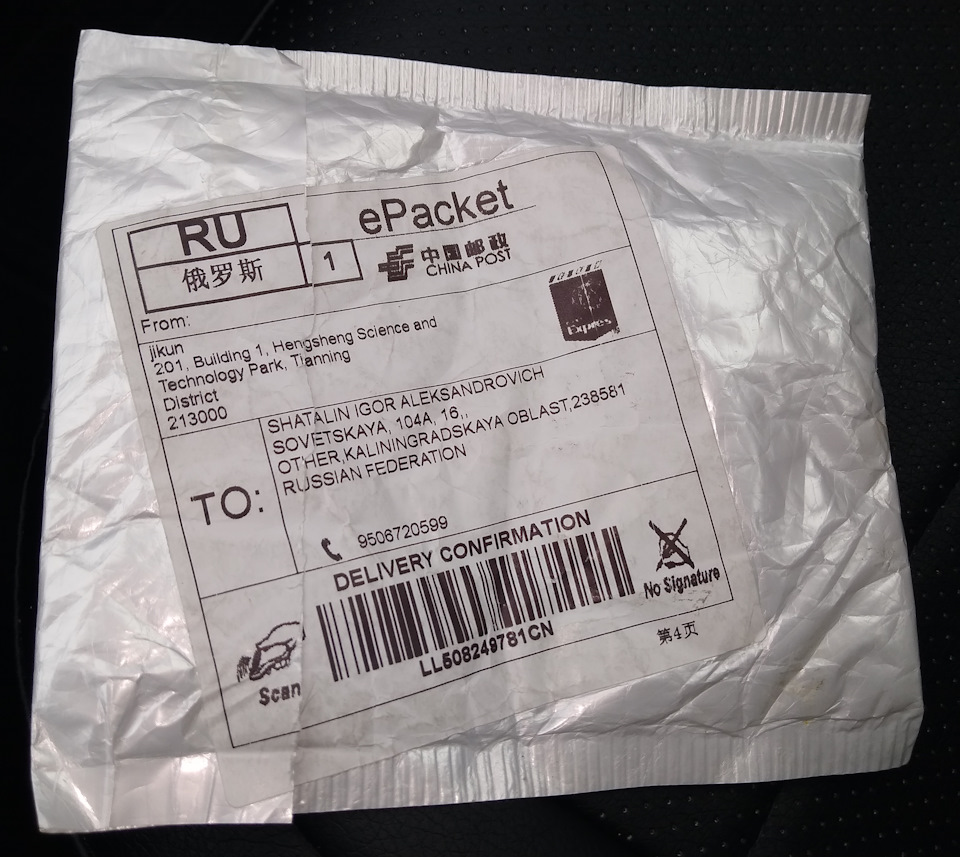 RU
俄罗斯
1
ePacket
中国邮政
CHINA POST
Express
From:
jikun
201, Building 1, Hengsheng Science and
Technology Park, Tianning
District
213000
TO:
SHATALIN IGOR ALEKSANDROVICH
SOVETSKAYA, 104A, 16,,
OTHER,KALININGRADSKAYA OBLAST,238581
RUSSIAN FEDERATION
9506720599
DELIVERY CONFIRMATION
LL508249781CN
Scan
No Signature
第4页